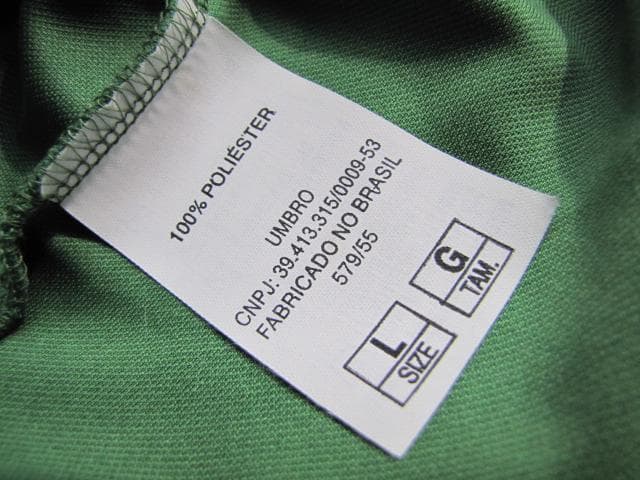 100% POLIÉSTER
UMBRO
CNPJ: 39.413.315/0009-53
FABRICADO NO BRASIL
579/55
L
SIZE
G
TAM.